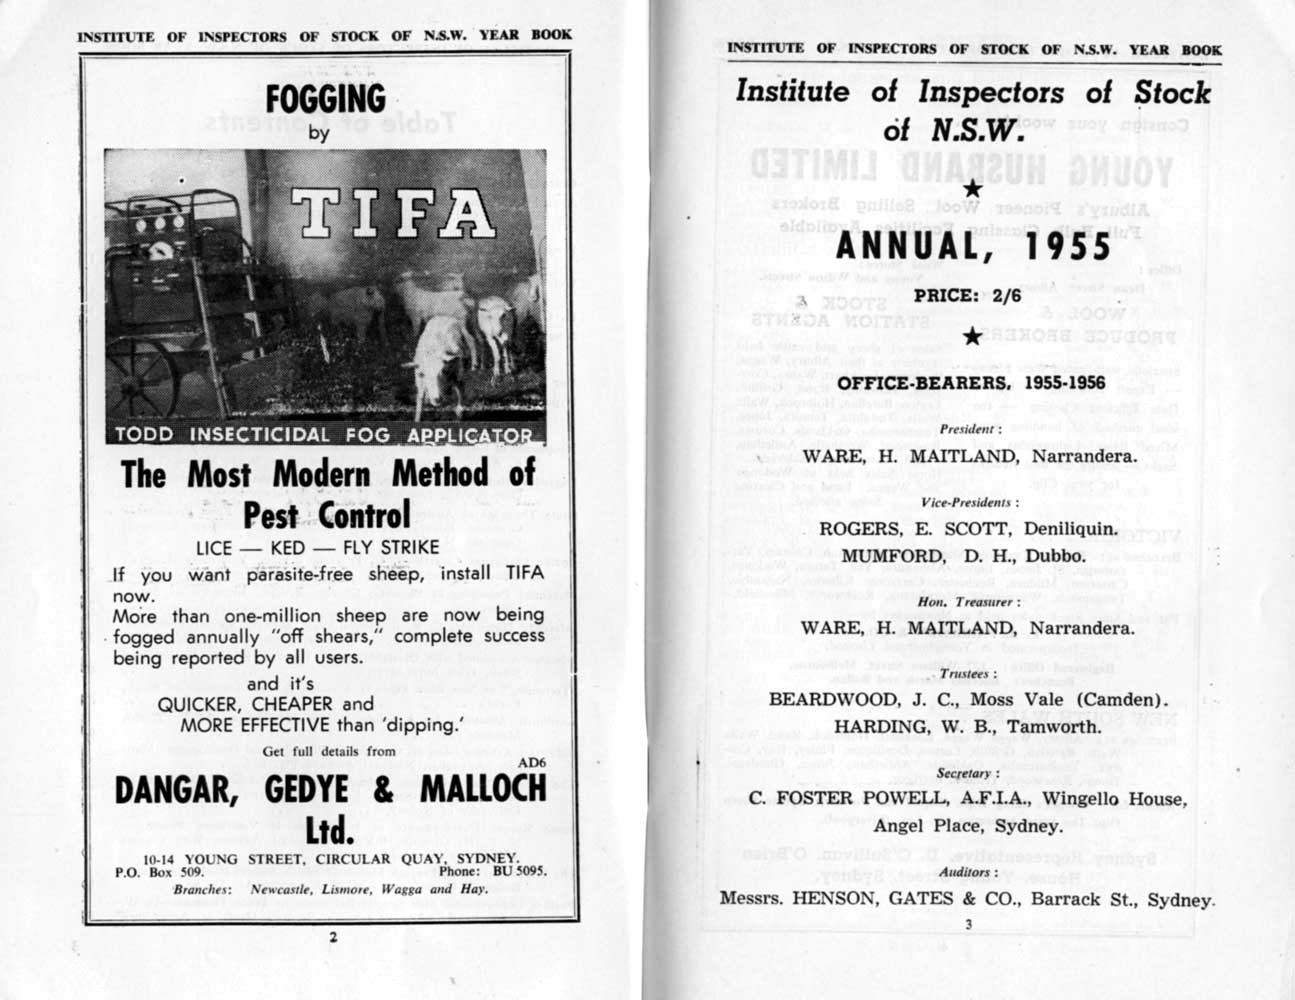 INSTITUTE OF INSPECTORS OF STOCK OF N.S.W. YEAR BOOK
FOGGING
by
TIFA
TODD INSECTICIDAL FOG APPLICATOR
The Most Modern Method of
Pest Control
LICE — KED — FLY STRIKE
If you want parasite-free sheep, install TIFA
now.
More than one-million sheep are now being
fogged annually "off shears," complete success
being reported by all users.
and it's
QUICKER, CHEAPER and
MORE EFFECTIVE than 'dipping.'
Get full details from
AD6
DANGAR, GEDYE & MALLOCH
Ltd.
10-14 YOUNG STREET, CIRCULAR QUAY, SYDNEY.
P.O. Box 509. Phone: BU 5095.
Branches: Newcastle, Lismore, Wagga and Hay.
2
INSTITUTE OF INSPECTORS OF STOCK OF N.S.W. YEAR BOOK
Institute of Inspectors of Stock
of N.S.W.
ANNUAL, 1955
PRICE: 2/6
OFFICE-BEARERS, 1955-1956
President :
WARE, H. MAITLAND, Narrandera.
Vice-Presidents :
ROGERS, E. SCOTT, Deniliquin.
MUMFORD, D. H., Dubbo.
Hon. Treasurer :
WARE, H. MAITLAND, Narrandera.
Trustees :
BEARDWOOD, J. C., Moss Vale (Camden).
HARDING, W. B., Tamworth.
Secretary :
C. FOSTER POWELL, A.F.I.A., Wingello House,
Angel Place, Sydney.
Auditors :
Messrs. HENSON, GATES & CO., Barrack St., Sydney.
3